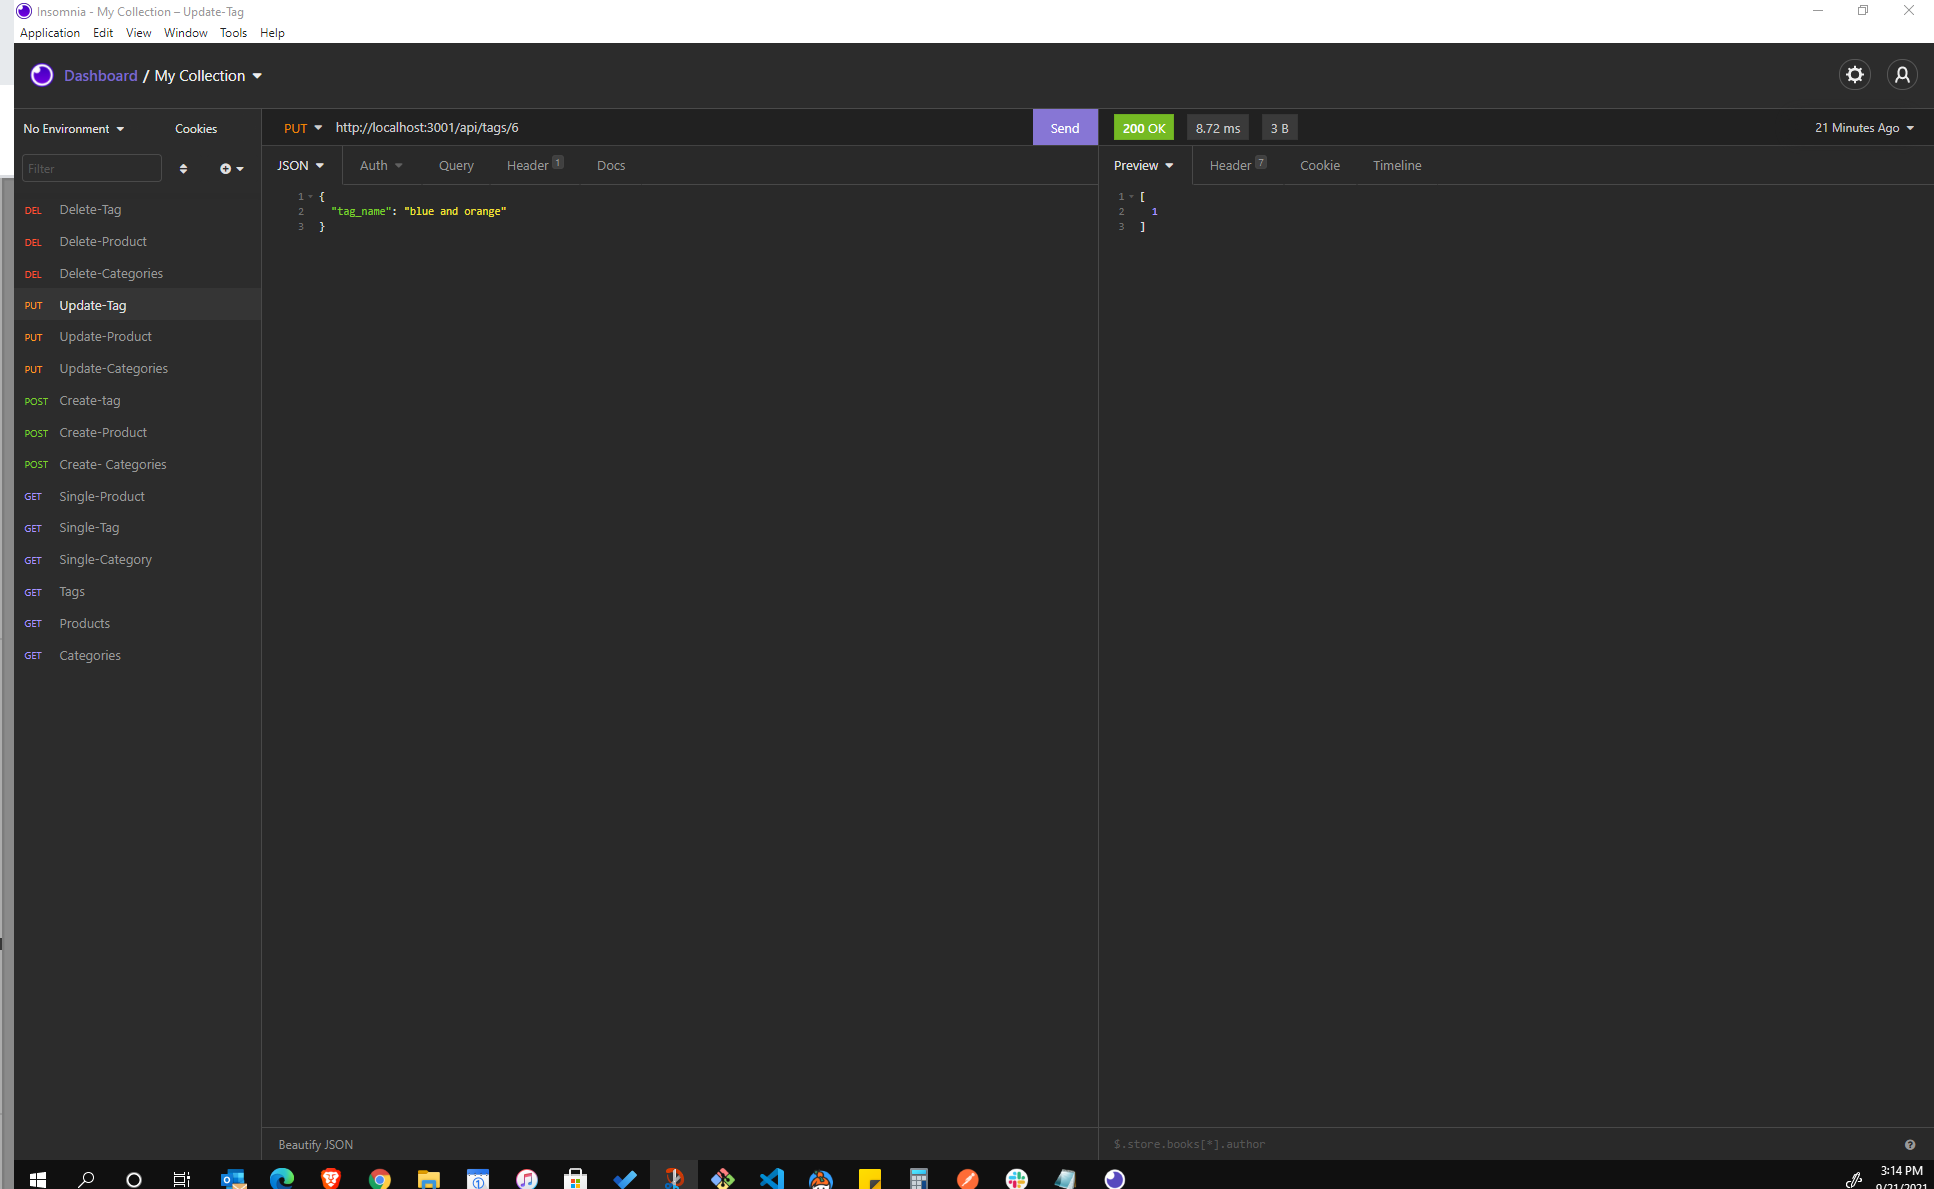 Insomnia - My Collection – Update-Tag
Application Edit View Window Tools Help
Dashboard / My Collection
No Environment Cookies
PUT http://localhost:3001/api/tags/6 Send
200 OK 8.72 ms 3 B 21 Minutes Ago
Filter
JSON Auth Query Header 1 Docs
Preview Header 7 Cookie Timeline
1 {
2 "tag_name": "blue and orange"
3 }
1 [
2 1
3 ]
DEL Delete-Tag
DEL Delete-Product
DEL Delete-Categories
PUT Update-Tag
PUT Update-Product
PUT Update-Categories
POST Create-tag
POST Create-Product
POST Create- Categories
GET Single-Product
GET Single-Tag
GET Single-Category
GET Tags
GET Products
GET Categories
Beautify JSON
$.store.books[*].author
3:14 PM
9/21/2021